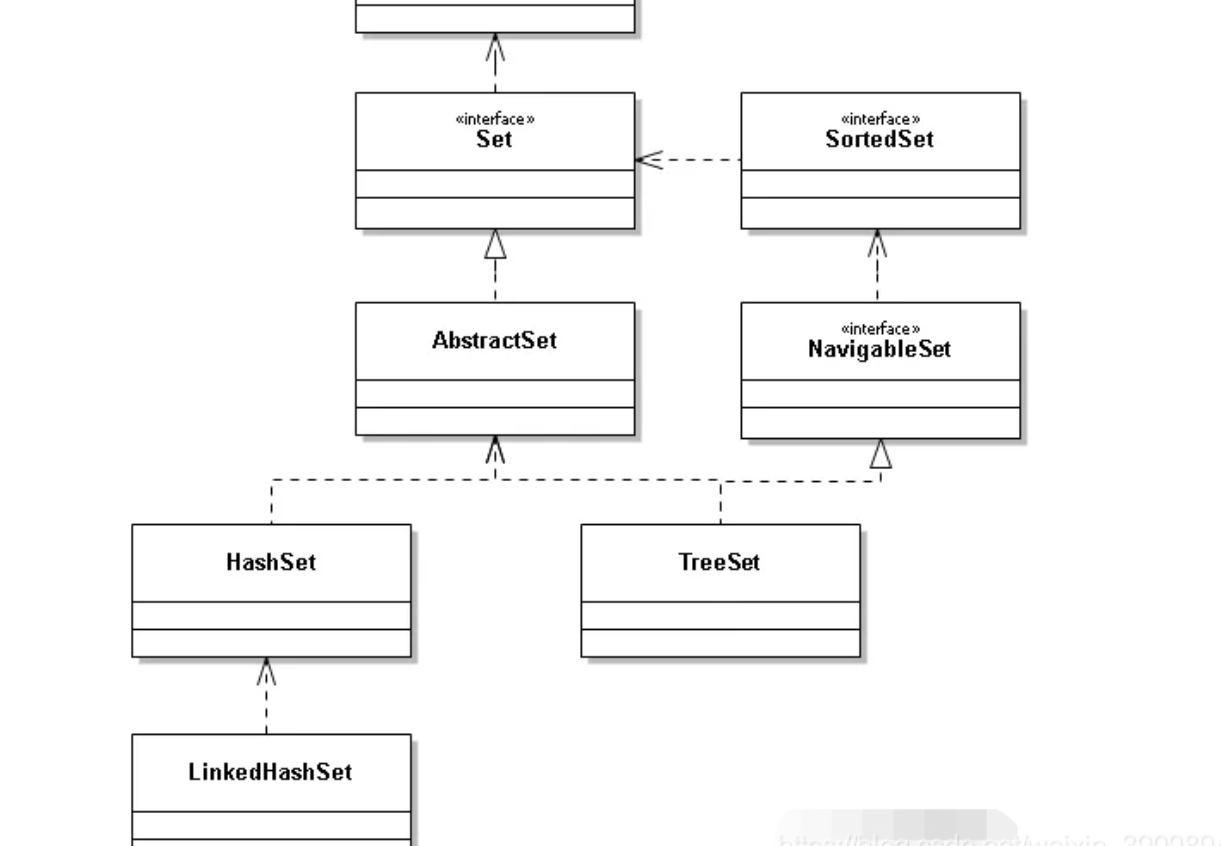 «interface»
Set
«interface»
SortedSet
AbstractSet
«interface»
NavigableSet
HashSet
TreeSet
LinkedHashSet